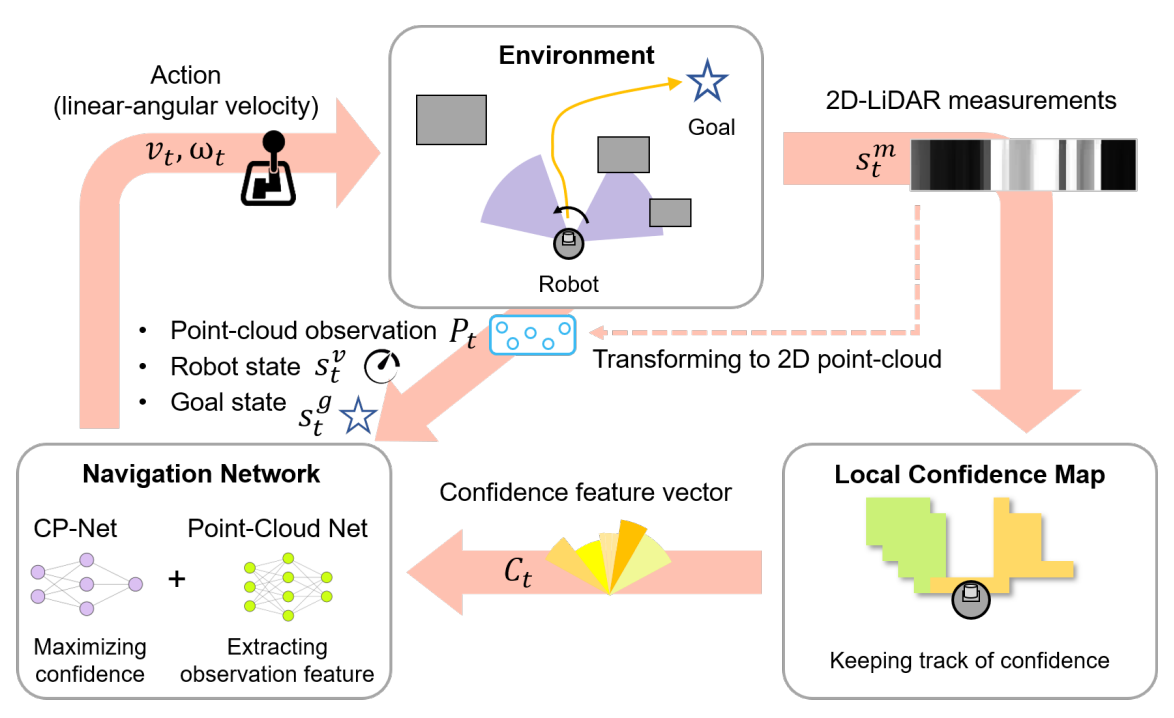 Environment
Action
(linear-angular velocity)
v_t, ω_t
Goal
Robot
2D-LiDAR measurements
s_t^m
• Point-cloud observation P_t
• Robot state s_t^v
• Goal state s_t^g
Transforming to 2D point-cloud
Navigation Network
CP-Net
Point-Cloud Net
+
Maximizing
confidence
Extracting
observation feature
Confidence feature vector
C_t
Local Confidence Map
Keeping track of confidence